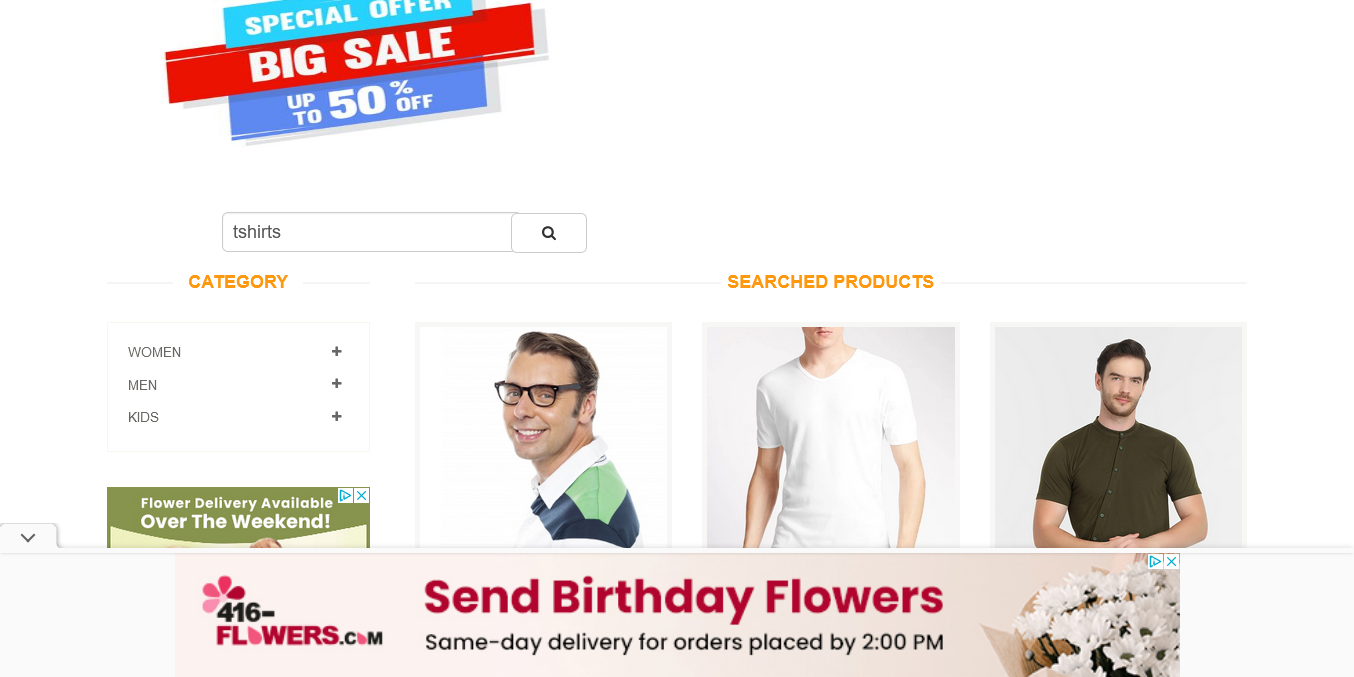 SPECIAL OFFER
BIG SALE
UP TO 50% OFF
tshirts
CATEGORY
WOMEN
MEN
KIDS
SEARCHED PRODUCTS
Flower Delivery Available
Over The Weekend!
416-FLOWERS.COM
Send Birthday Flowers
Same-day delivery for orders placed by 2:00 PM